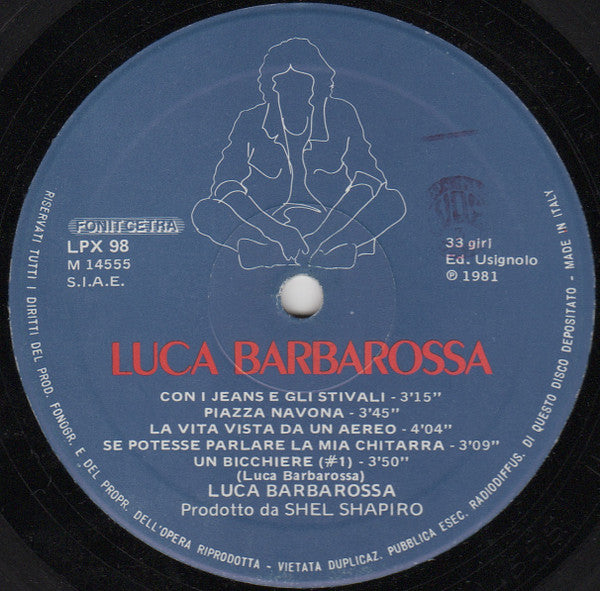 FONIT CETRA
LPX 98
M 14555
S.I.A.E.
33 giri
Ed. Usignolo
℗ 1981
LUCA BARBAROSSA
CON I JEANS E GLI STIVALI - 3'15"
PIAZZA NAVONA - 3'45"
LA VITA VISTA DA UN AEREO - 4'04"
SE POTESSE PARLARE LA MIA CHITARRA - 3'09"
UN BICCHIERE (#1) - 3'50"
(Luca Barbarossa)
LUCA BARBAROSSA
Prodotto da SHEL SHAPIRO
RISERVATI TUTTI I DIRITTI DEL PROD. FONOGR. E DEL PROPR. DELL'OPERA RIPRODOTTA - VIETATA DUPLICAZ. PUBBLICA ESEC. RADIODIFFUS. DI QUESTO DISCO DEPOSITATO - MADE IN ITALY